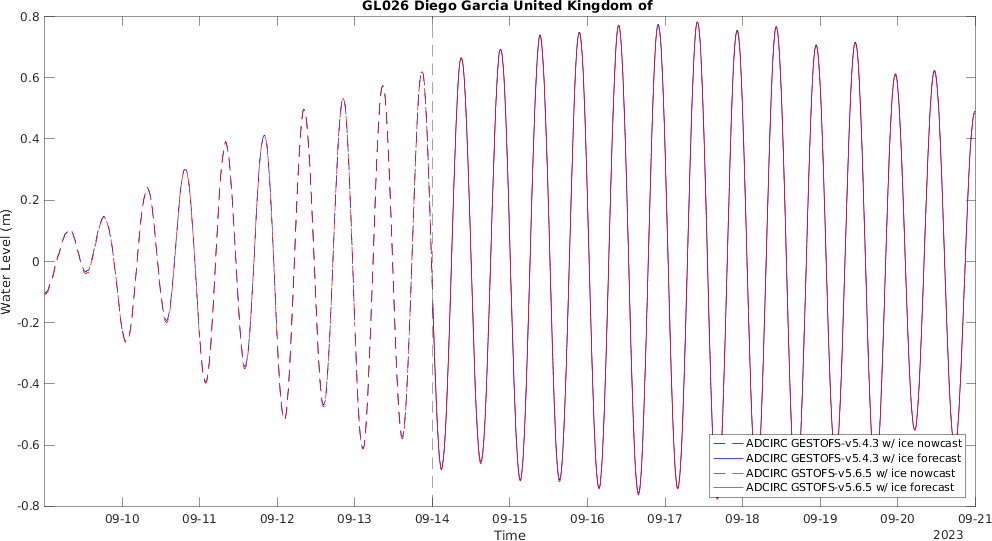 GL026 Diego Garcia United Kingdom of
0.8
0.6
0.4
0.2
0
-0.2
-0.4
-0.6
-0.8
Water Level (m)
ADCIRC GESTOFS-v5.4.3 w/ ice nowcast
ADCIRC GESTOFS-v5.4.3 w/ ice forecast
ADCIRC GSTOFS-v5.6.5 w/ ice nowcast
ADCIRC GSTOFS-v5.6.5 w/ ice forecast
09-10 09-11 09-12 09-13 09-14 09-15 09-16 09-17 09-18 09-19 09-20 09-21
Time
2023